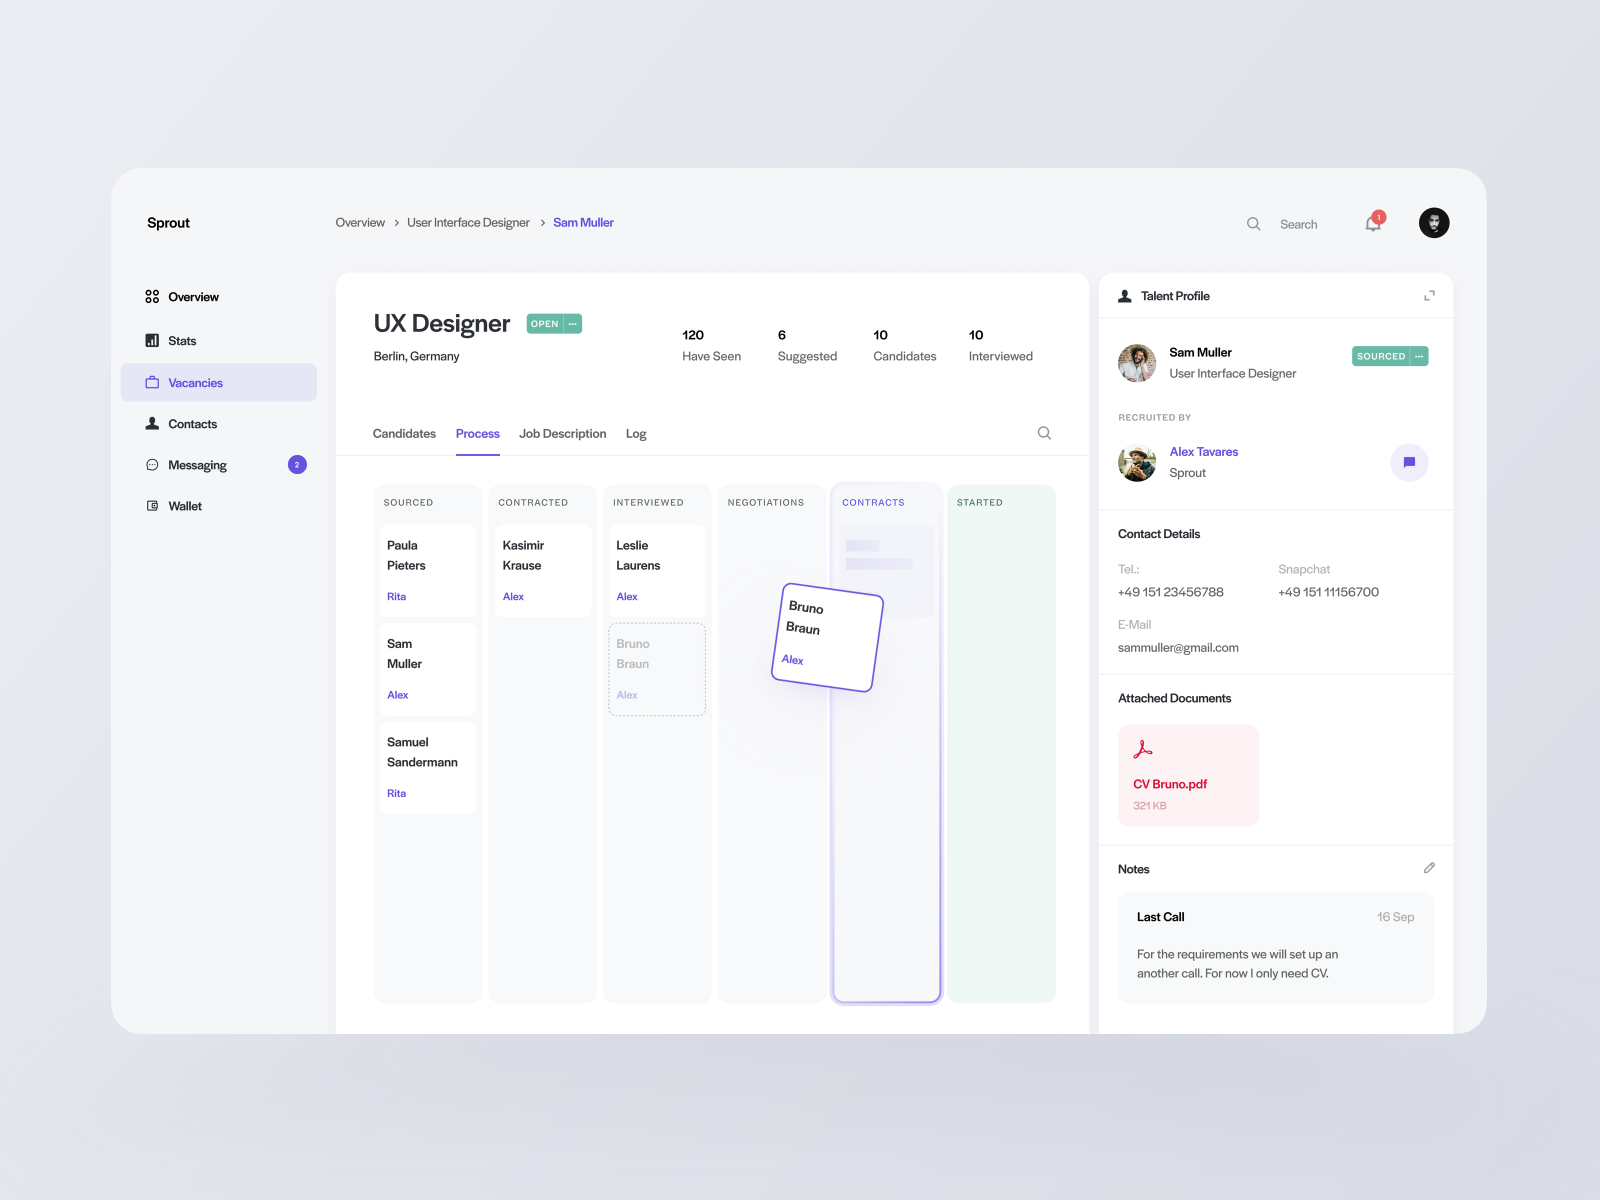 Sprout
Overview > User Interface Designer > Sam Muller
Search
1
Overview
Stats
Vacancies
Contacts
Messaging
2
Wallet
UX Designer
OPEN
Berlin, Germany
120
Have Seen
6
Suggested
10
Candidates
10
Interviewed
Candidates
Process
Job Description
Log
SOURCED
Paula
Pieters
Rita
Sam
Muller
Alex
Samuel
Sandermann
Rita
CONTRACTED
Kasimir
Krause
Alex
INTERVIEWED
Leslie
Laurens
Alex
Bruno
Braun
Alex
NEGOTIATIONS
Bruno
Braun
Alex
CONTRACTS
STARTED
Talent Profile
Sam Muller
User Interface Designer
SOURCED
RECRUITED BY
Alex Tavares
Sprout
Contact Details
Tel.:
+49 151 23456788
Snapchat
+49 151 11156700
E-Mail
sammuller@gmail.com
Attached Documents
CV Bruno.pdf
321 KB
Notes
Last Call
16 Sep
For the requirements we will set up an
another call. For now I only need CV.